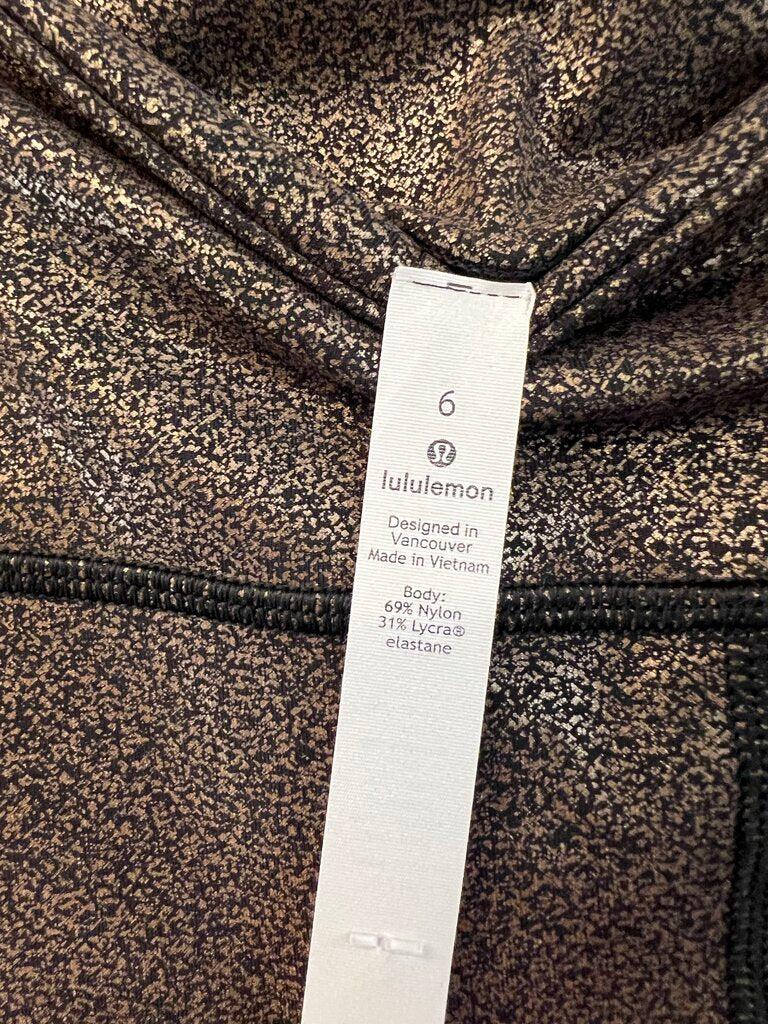 6
lululemon
Designed in
Vancouver
Made in Vietnam
Body:
69% Nylon
31% Lycra®
elastane